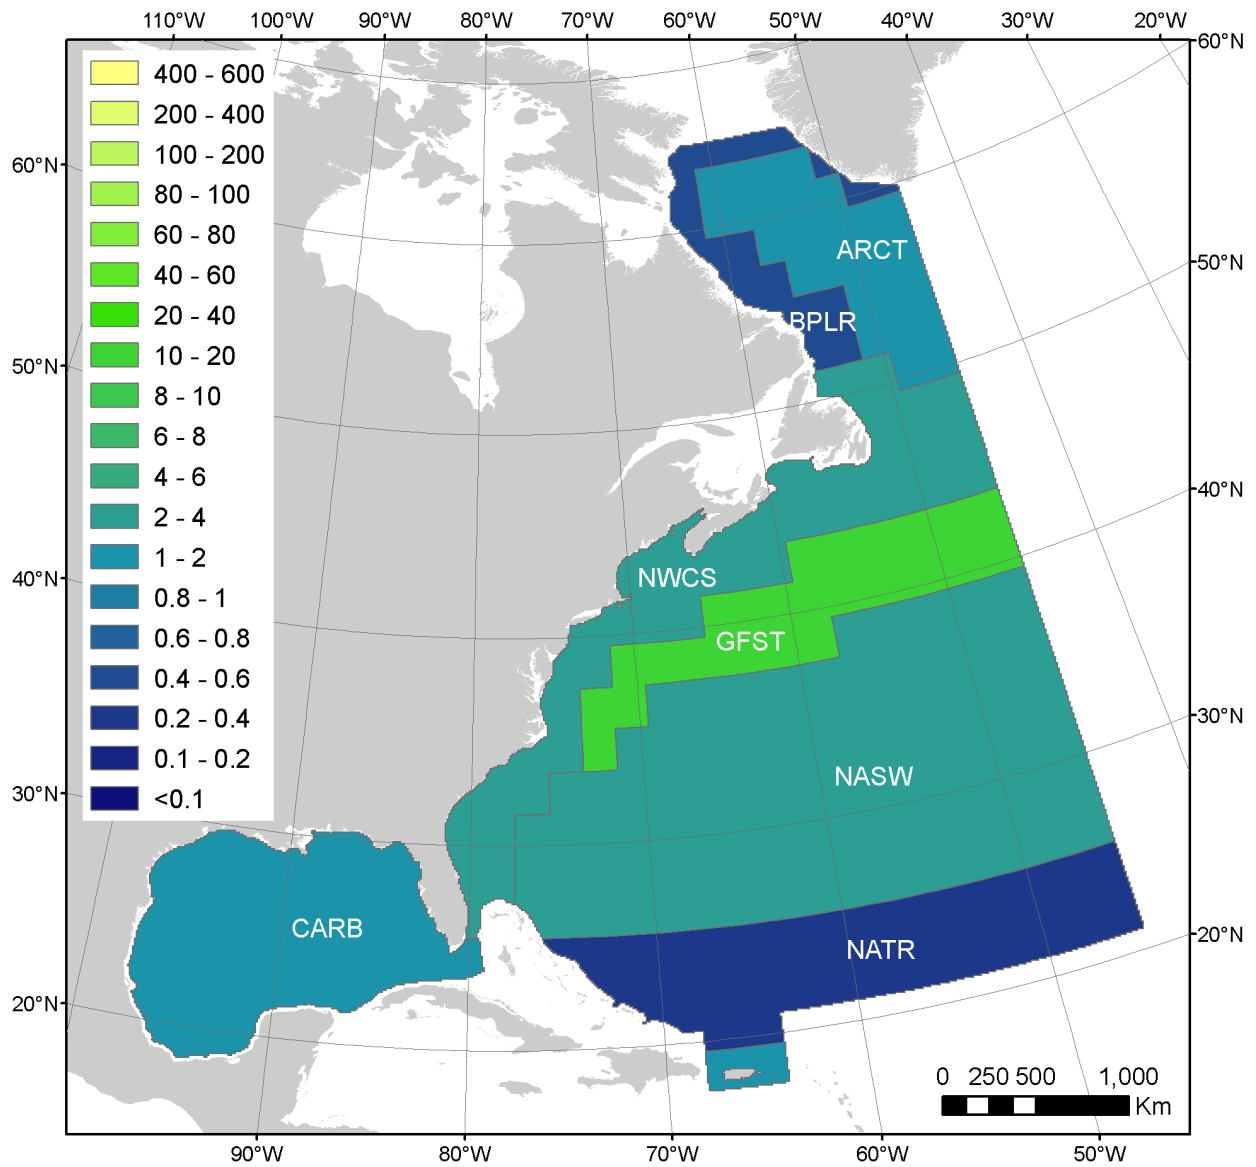 110°W 100°W 90°W 80°W 70°W 60°W 50°W 40°W 30°W 20°W
60°N
400 - 600
200 - 400
100 - 200
60°N
80 - 100
60 - 80
ARCT
50°N
40 - 60
20 - 40
BPLR
10 - 20
50°N
8 - 10
6 - 8
4 - 6
40°N
2 - 4
1 - 2
40°N
NWCS
0.8 - 1
0.6 - 0.8
GFST
0.4 - 0.6
0.2 - 0.4
30°N
0.1 - 0.2
NASW
30°N
<0.1
CARB
20°N
NATR
20°N
0 250 500 1,000
Km
90°W 80°W 70°W 60°W 50°W